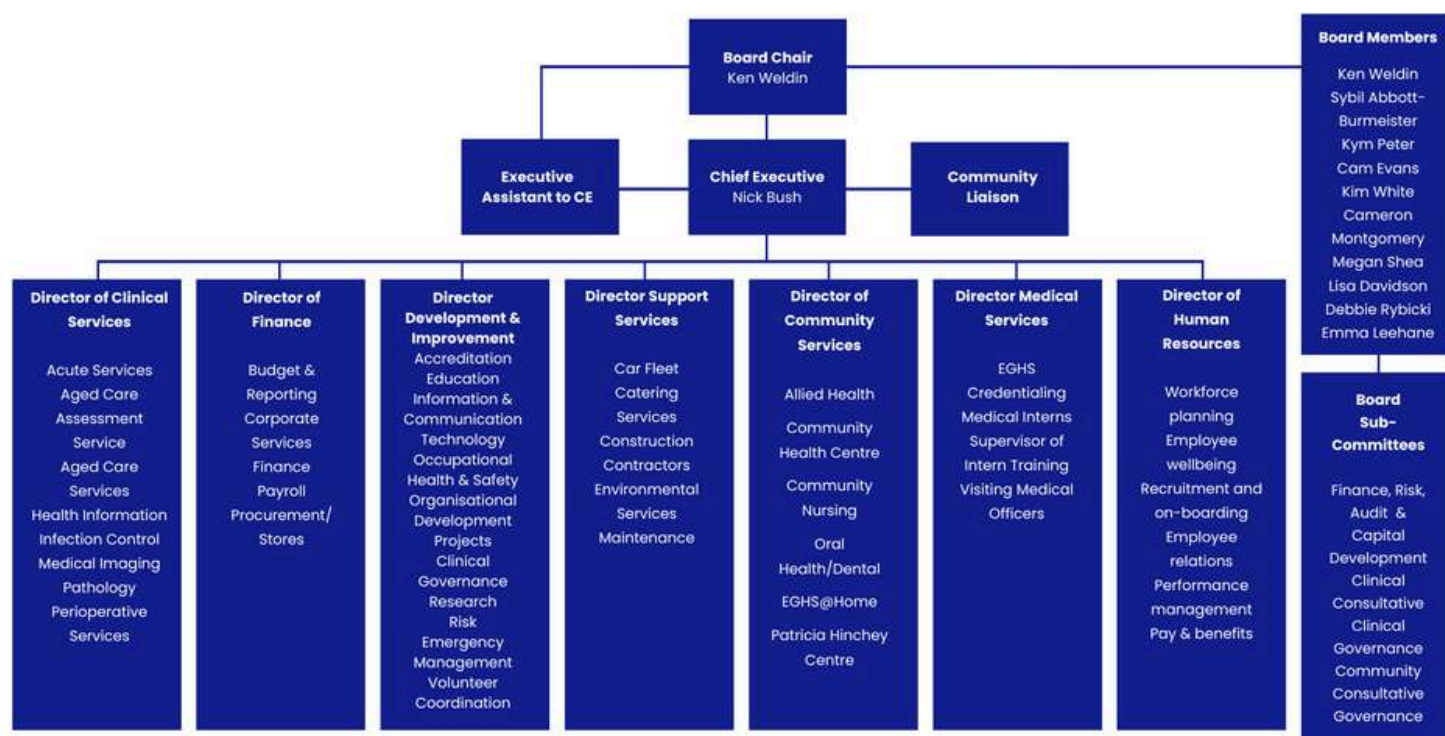 Board Chair
Ken Weldin
Board Members
Ken Weldin
Sybil Abbott-
Burmeister
Kym Peter
Cam Evans
Kim White
Cameron
Montgomery
Megan Shea
Lisa Davidson
Debbie Rybicki
Emma Leehane
Executive
Assistant to CE
Chief Executive
Nick Bush
Community
Liaison
Director of Clinical
Services
Acute Services
Aged Care
Assessment
Service
Aged Care
Services
Health Information
Infection Control
Medical Imaging
Pathology
Perioperative
Services
Director of
Finance
Budget &
Reporting
Corporate
Services
Finance
Payroll
Procurement/
Stores
Director
Development &
Improvement
Accreditation
Education
Information &
Communication
Technology
Occupational
Health & Safety
Organisational
Development
Projects
Clinical
Governance
Research
Risk
Emergency
Management
Volunteer
Coordination
Director Support
Services
Car Fleet
Catering
Services
Construction
Contractors
Environmental
Services
Maintenance
Director of
Community
Services
Allied Health
Community
Health Centre
Community
Nursing
Oral
Health/Dental
EGHS@Home
Patricia Hinchey
Centre
Director Medical
Services
EGHS
Credentialing
Medical Interns
Supervisor of
Intern Training
Visiting Medical
Officers
Director of
Human
Resources
Workforce
planning
Employee
wellbeing
Recruitment and
on-boarding
Employee
relations
Performance
management
Pay & benefits
Board
Sub-
Committees
Finance, Risk,
Audit &
Capital
Development
Clinical
Consultative
Clinical
Governance
Community
Consultative
Governance